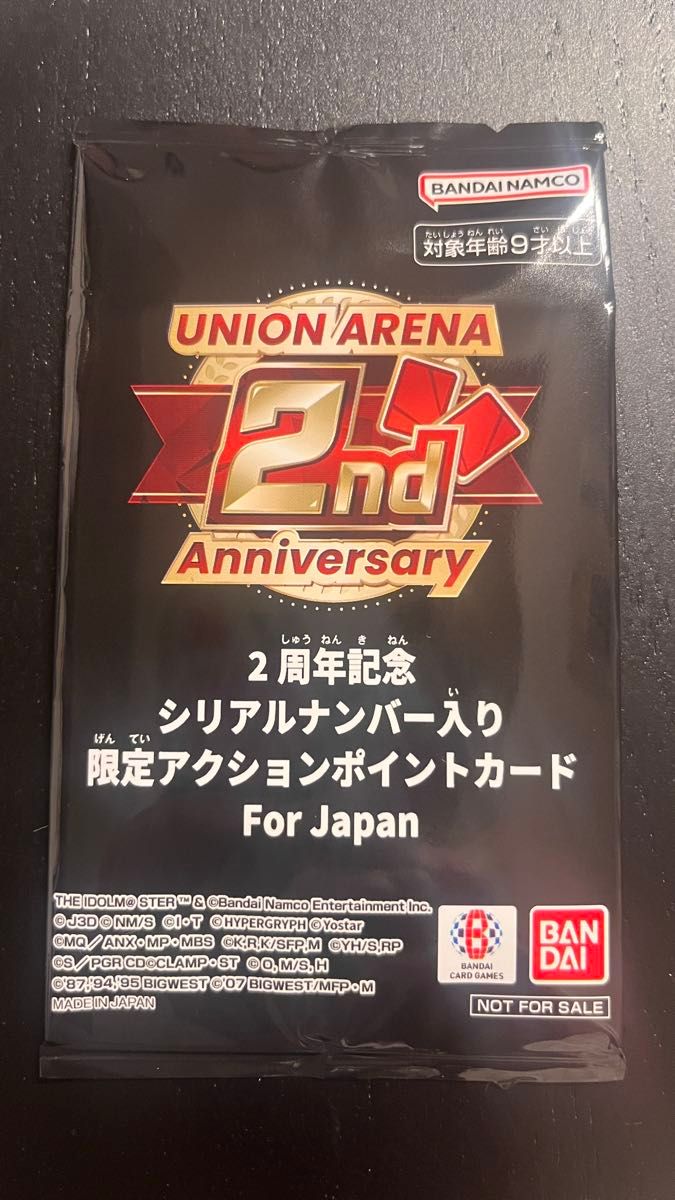 BANDAI NAMCO
たいしょうねんれい さい いじょう
対象年齢9才以上
UNION ARENA
2nd
Anniversary
しゅうねんきねん
2周年記念
い
シリアルナンバー入り
げんてい
限定アクションポイントカード
For Japan
THE IDOLM@STER™& ©Bandai Namco Entertainment Inc.
©J3D ©NM/S ©I・T ©HYPERGRYPH ©Yostar
©MQ/ANX・MP・MBS ©K,R,K/SFP,M ©YH/S,RP
©S/PGR CD©CLAMP・ST ©O,M/S,H
©'87,'94,'95 BIGWEST ©'07 BIGWEST/MFP・M
MADE IN JAPAN
B
BANDAI
CARD GAMES
BAN
DAI
NOT FOR SALE